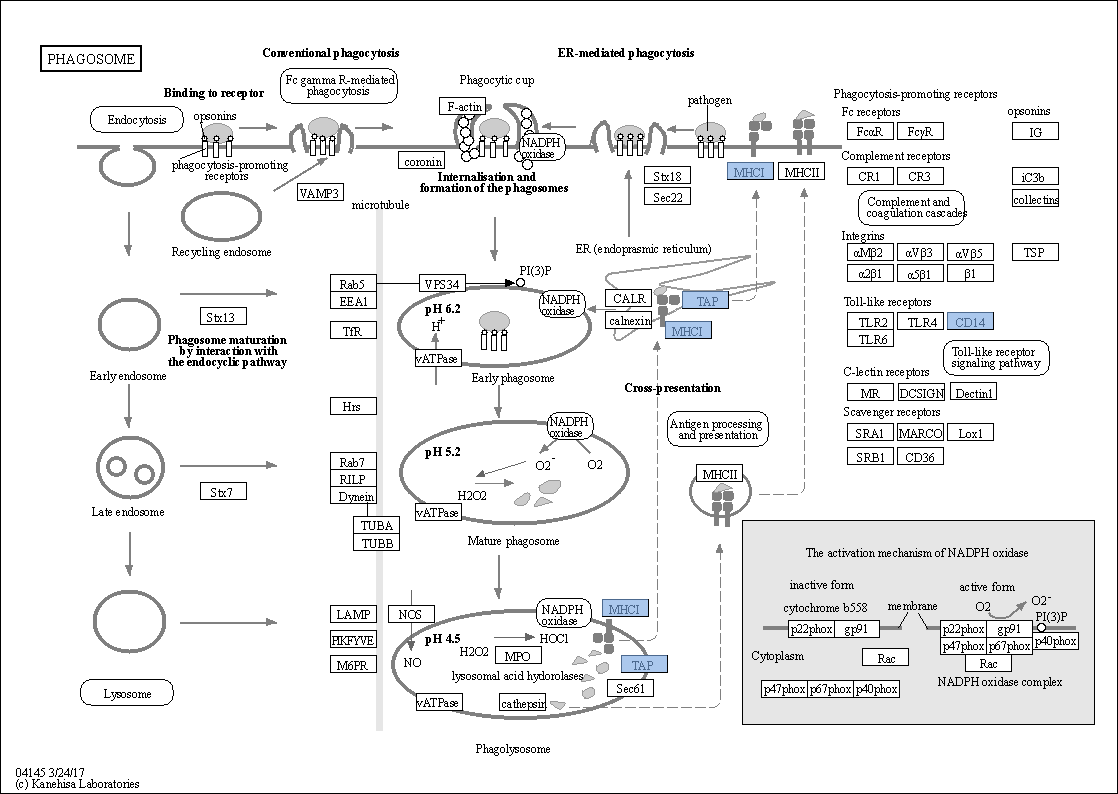 PHAGOSOME
Conventional phagocytosis
ER-mediated phagocytosis
Binding to receptor
Fc gamma R-mediated
phagocytosis
Phagocytic cup
F-actin
Endocytosis
opsonins
pathogen
NADPH
oxidase
phagocytosis-promoting
receptors
coronin
Internalisation and
formation of the phagosomes
VAMP3
Stx18
Sec22
MHCI
MHCII
microtubule
Recycling endosome
ER (endoprasmic reticulum)
Phagocytosis-promoting receptors
Fc receptors
opsonins
FcαR
FcγR
IG
Complement receptors
CR1
CR3
iC3b
Complement and
coagulation cascades
collectins
Integrins
αMβ2
αVβ3
αVβ5
TSP
α2β1
α5β1
β1
Toll-like receptors
TLR2
TLR4
CD14
TLR6
Toll-like receptor
signaling pathway
C-lectin receptors
MR
DCSIGN
Dectin1
Scavenger receptors
SRA1
MARCO
Lox1
SRB1
CD36
Rab5
EEA1
VPS34
PI(3)P
TfR
pH 6.2
H+
NADPH
oxidase
vATPase
CALR
calnexin
TAP
MHCI
Stx13
Phagosome maturation
by interaction with
the endocyclic pathway
Early endosome
Early phagosome
Cross-presentation
Hrs
Antigen processing
and presentation
pH 5.2
NADPH
oxidase
O2-
O2
H2O2
vATPase
MHCII
Rab7
RILP
Dynein
Stx7
TUBA
TUBB
Late endosome
Mature phagosome
LAMP
PIKFYVE
M6PR
NOS
NO
pH 4.5
NADPH
oxidase
HOCl
H2O2
MPO
lysosomal acid hydorolases
MHCI
TAP
Sec61
vATPase
cathepsin
Lysosome
Phagolysosome
The activation mechanism of NADPH oxidase
inactive form
active form
cytochrome b558
membrane
O2
O2-
PI(3)P
p22phox
gp91
p22phox
gp91
p47phox
p67phox
p40phox
Cytoplasm
Rac
Rac
NADPH oxidase complex
p47phox
p67phox
p40phox
04145 3/24/17
(c) Kanehisa Laboratories